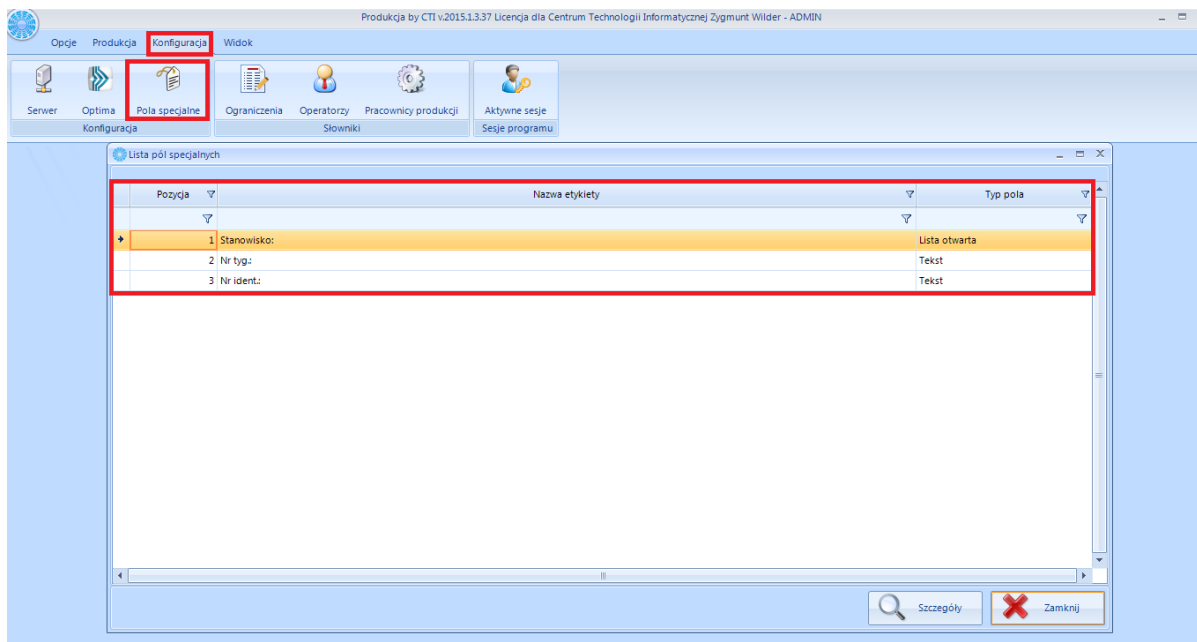 Produkcja by CTI v.2015.1.3.37 Licencja dla Centrum Technologii Informatycznej Zygmunt Wilder - ADMIN
Opcje Produkcja Konfiguracja Widok
Serwer Optima Pola specjalne Ograniczenia Operatorzy Pracownicy produkcji Aktywne sesje
Konfiguracja Słowniki Sesje programu
Lista pól specjalnych
Pozycja Nazwa etykiety Typ pola
1 Stanowisko: Lista otwarta
2 Nr tyg.: Tekst
3 Nr ident.: Tekst
Szczegóły Zamknij